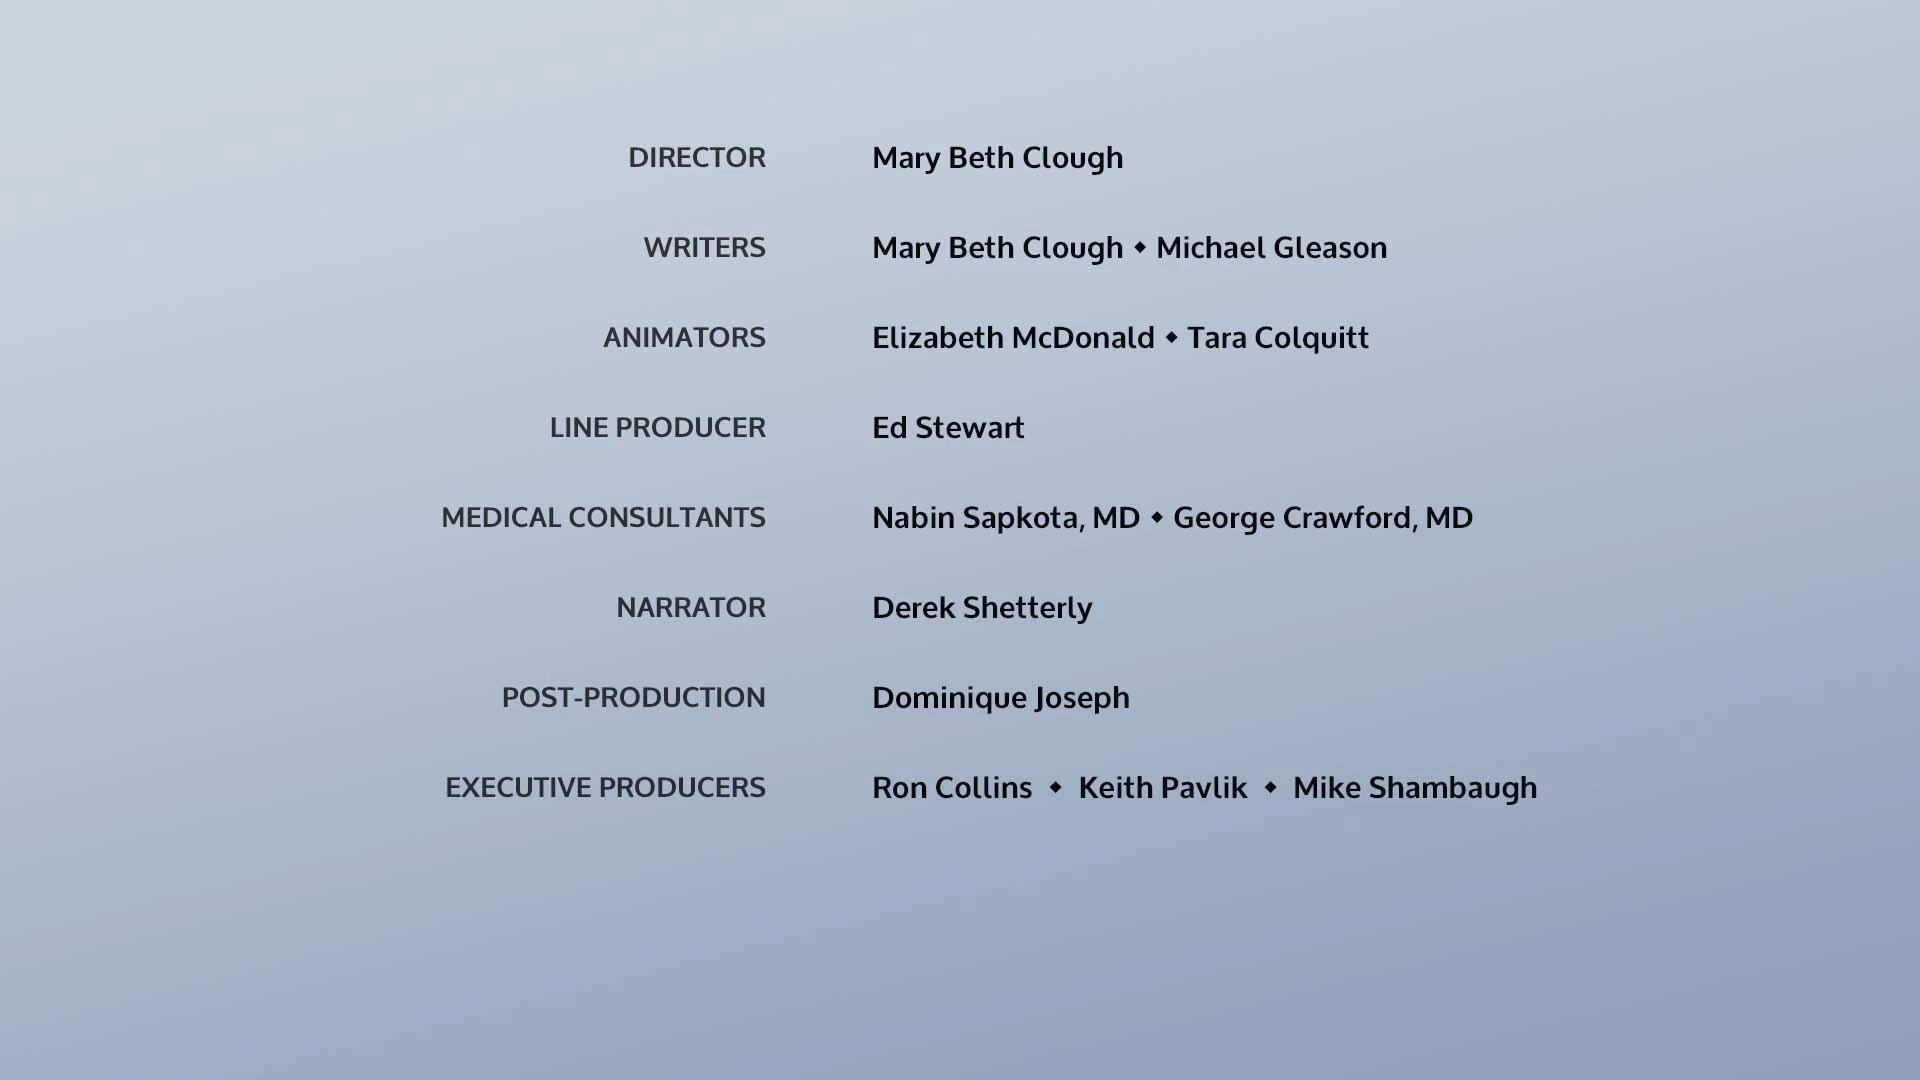 DIRECTOR Mary Beth Clough
WRITERS Mary Beth Clough ◆ Michael Gleason
ANIMATORS Elizabeth McDonald ◆ Tara Colquitt
LINE PRODUCER Ed Stewart
MEDICAL CONSULTANTS Nabin Sapkota, MD ◆ George Crawford, MD
NARRATOR Derek Shetterly
POST-PRODUCTION Dominique Joseph
EXECUTIVE PRODUCERS Ron Collins ◆ Keith Pavlik ◆ Mike Shambaugh